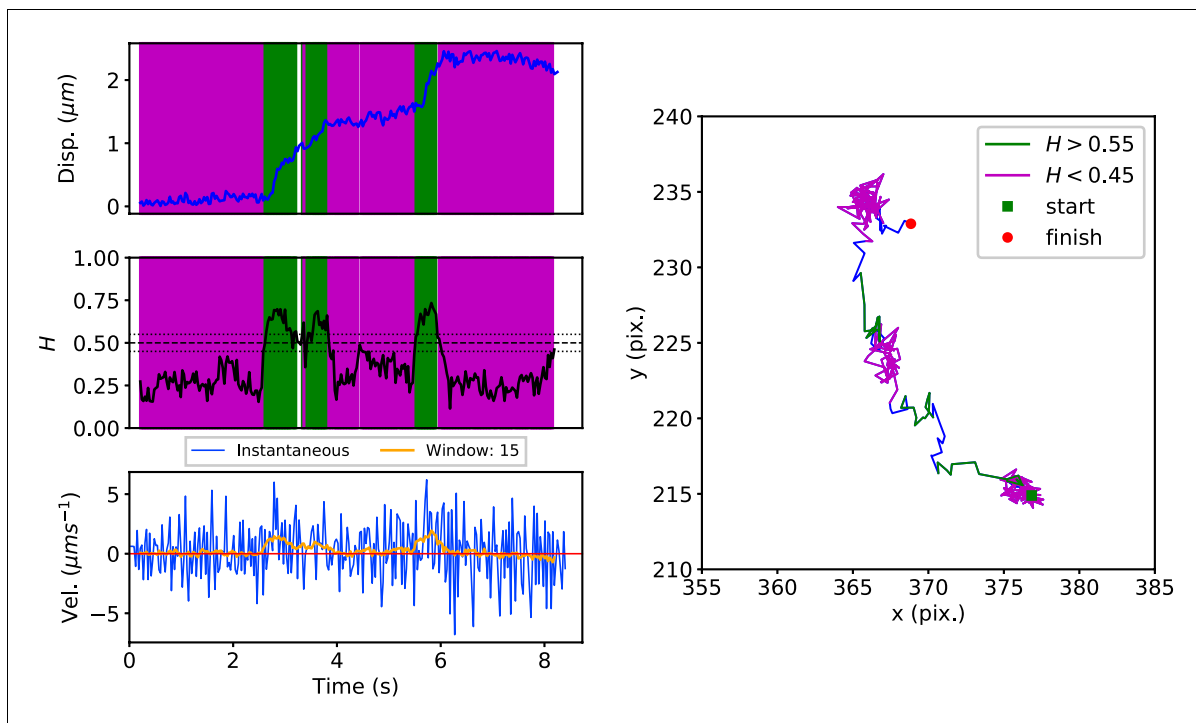 Disp. (μm)
2
1
0
H
1.00
0.75
0.50
0.25
0.00
Instantaneous
Window: 15
Vel. (μms⁻¹)
5
0
−5
0 2 4 6 8
Time (s)
y (pix.)
240
235
230
225
220
215
210
H > 0.55
H < 0.45
start
finish
355 360 365 370 375 380 385
x (pix.)